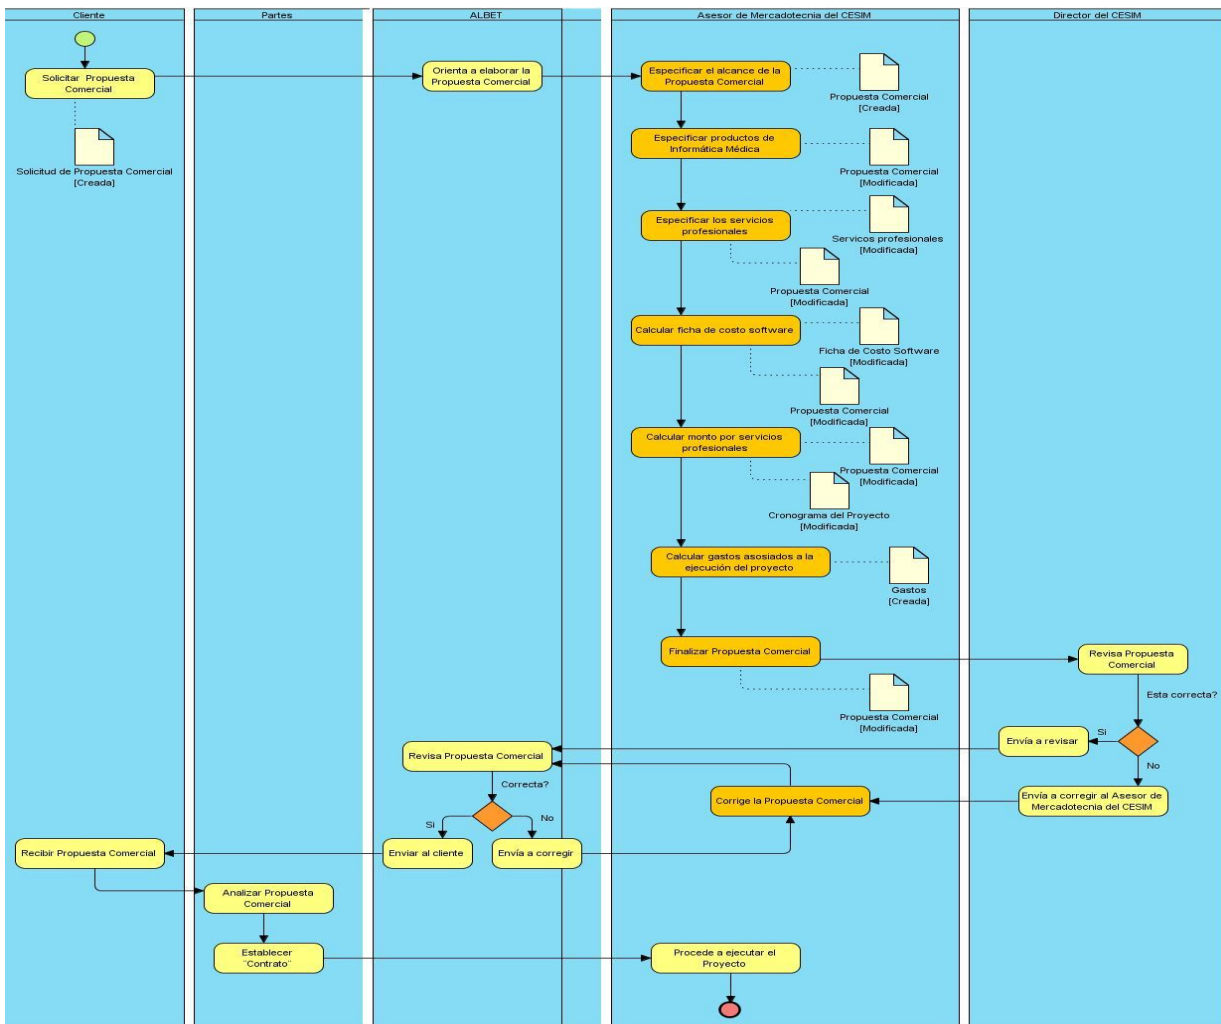 Cliente
Partes
ALBET
Asesor de Mercadotecnia del CESIM
Director del CESIM
Solicitar Propuesta
Comercial
Solicitud de Propuesta Comercial
[Creada]
Orienta a elaborar la
Propuesta Comercial
Especificar el alcance de la
Propuesta Comercial
Propuesta Comercial
[Creada]
Especificar productos de
Informática Médica
Propuesta Comercial
[Modificada]
Especificar los servicios
profesionales
Servicos profesionales
[Modificada]
Propuesta Comercial
[Modificada]
Calcular ficha de costo software
Ficha de Costo Software
[Modificada]
Propuesta Comercial
[Modificada]
Calcular monto por servicios
profesionales
Propuesta Comercial
[Modificada]
Cronograma del Proyecto
[Modificada]
Calcular gastos asosiados a la
ejecución del proyecto
Gastos
[Creada]
Finalizar Propuesta Comercial
Propuesta Comercial
[Modificada]
Revisa Propuesta
Comercial
Esta correcta?
Si
No
Envía a revisar
Envía a corregir al Asesor de
Mercadotecnia del CESIM
Corrige la Propuesta Comercial
Revisa Propuesta Comercial
Correcta?
Si
No
Enviar al cliente
Envía a corregir
Recibir Propuesta Comercial
Analizar Propuesta
Comercial
Establecer
"Contrato"
Procede a ejecutar el
Proyecto